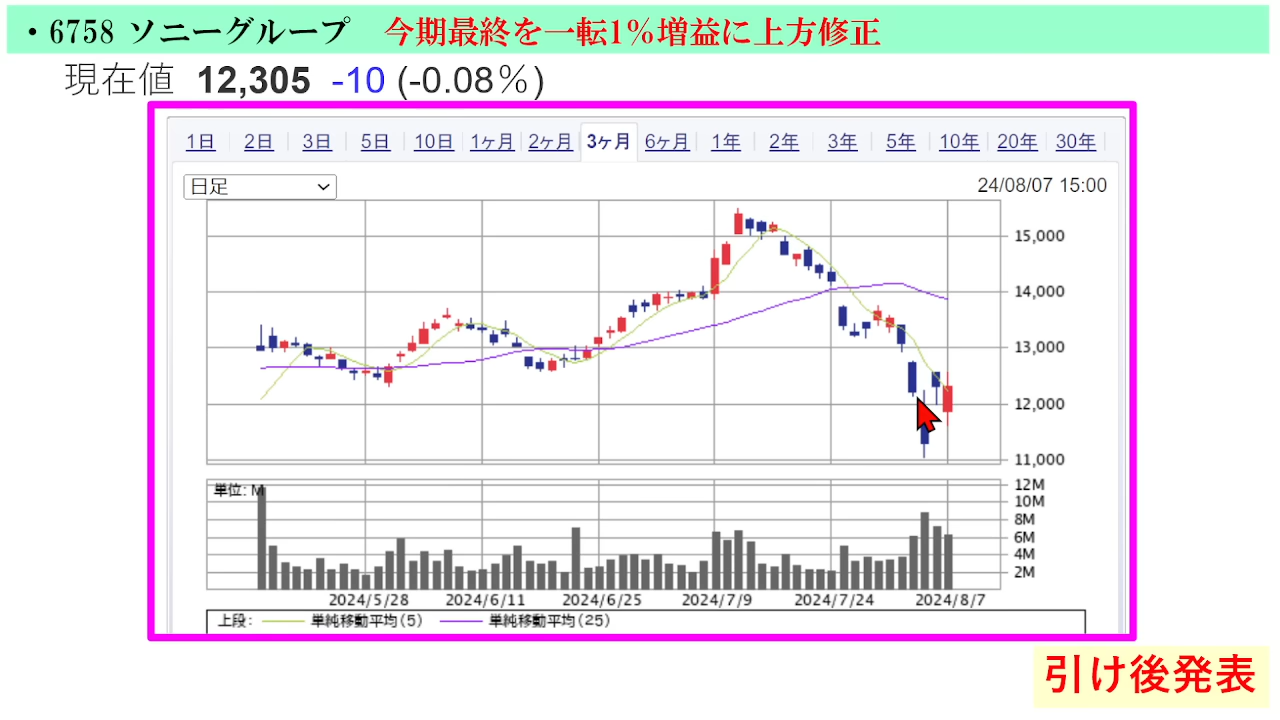 ・6758 ソニーグループ　今期最終を一転1%増益に上方修正
現在値 12,305 -10 (-0.08%)
1日 2日 3日 5日 10日 1ヶ月 2ヶ月 3ヶ月 6ヶ月 1年 2年 3年 5年 10年 20年 30年
日足 24/08/07 15:00
15,000
14,000
13,000
12,000
11,000
単位: M
12M
10M
8M
6M
4M
2M
2024/5/28 2024/6/11 2024/6/25 2024/7/9 2024/7/24 2024/8/7
上段: 単純移動平均(5) 単純移動平均(25)
引け後発表